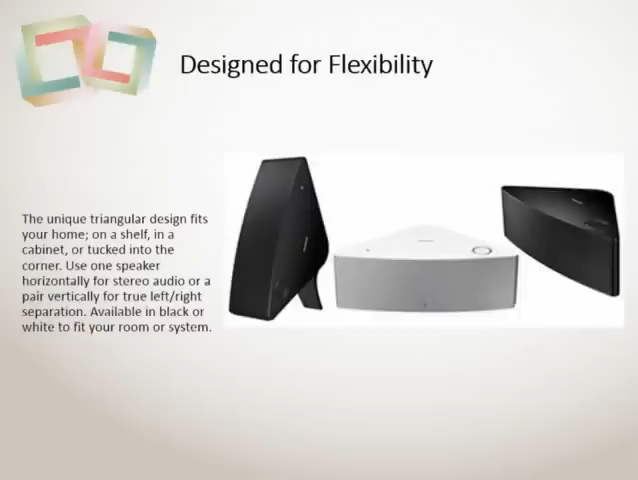 Designed for Flexibility
The unique triangular design fits
your home; on a shelf, in a
cabinet, or tucked into the
corner. Use one speaker
horizontally for stereo audio or a
pair vertically for true left/right
separation. Available in black or
white to fit your room or system.